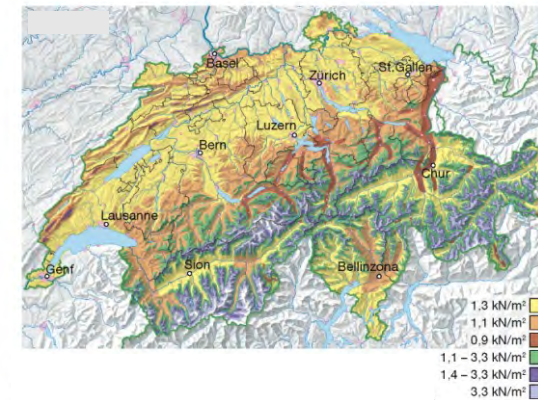 Basel
St.Gallen
Zürich
Luzern
Bern
Chur
Lausanne
Sion
Bellinzona
Genf
1,3 kN/m²
1,1 kN/m²
0,9 kN/m²
1,1 – 3,3 kN/m²
1,4 – 3,3 kN/m²
3,3 kN/m²